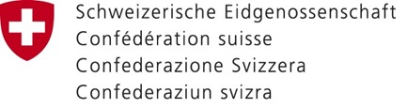 Schweizerische Eidgenossenschaft
Confédération suisse
Confederazione Svizzera
Confederaziun svizra